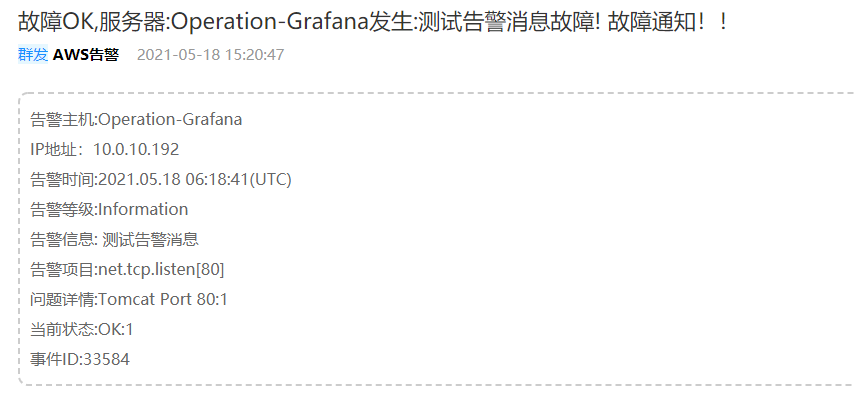 故障OK,服务器:Operation-Grafana发生:测试告警消息故障! 故障通知！!
群发 AWS告警 2021-05-18 15:20:47
告警主机:Operation-Grafana
IP地址：10.0.10.192
告警时间:2021.05.18 06:18:41(UTC)
告警等级:Information
告警信息: 测试告警消息
告警项目:net.tcp.listen[80]
问题详情:Tomcat Port 80:1
当前状态:OK:1
事件ID:33584